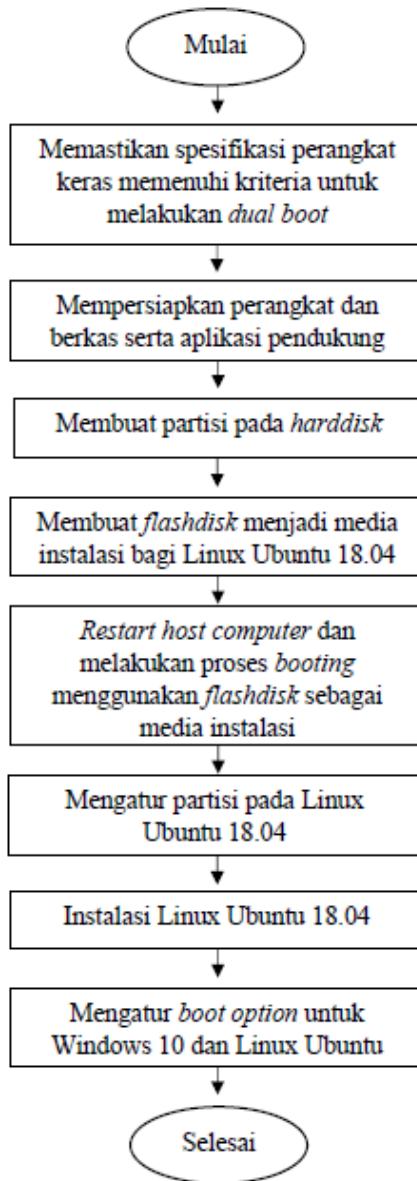 Mulai
Memastikan spesifikasi perangkat
keras memenuhi kriteria untuk
melakukan dual boot
Mempersiapkan perangkat dan
berkas serta aplikasi pendukung
Membuat partisi pada harddisk
Membuat flashdisk menjadi media
instalasi bagi Linux Ubuntu 18.04
Restart host computer dan
melakukan proses booting
menggunakan flashdisk sebagai
media instalasi
Mengatur partisi pada Linux
Ubuntu 18.04
Instalasi Linux Ubuntu 18.04
Mengatur boot option untuk
Windows 10 dan Linux Ubuntu
Selesai